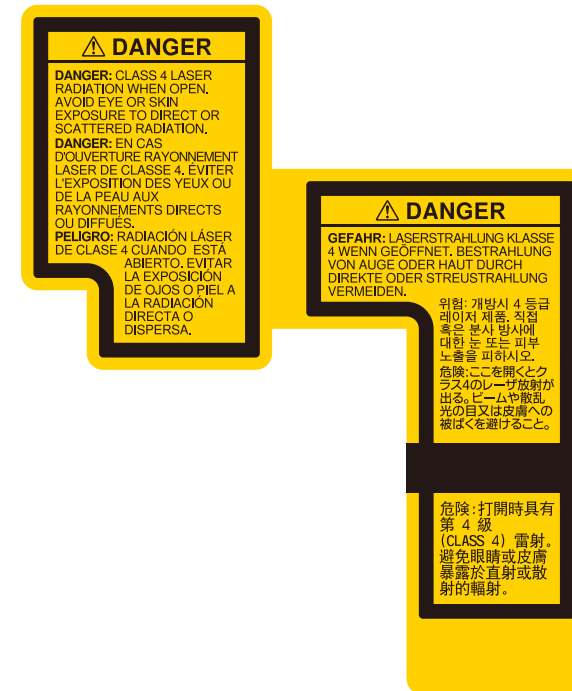 ⚠ DANGER
DANGER: CLASS 4 LASER
RADIATION WHEN OPEN.
AVOID EYE OR SKIN
EXPOSURE TO DIRECT OR
SCATTERED RADIATION.
DANGER: EN CAS
D'OUVERTURE RAYONNEMENT
LASER DE CLASSE 4. ÉVITER
L'EXPOSITION DES YEUX OU
DE LA PEAU AUX
RAYONNEMENTS DIRECTS
OU DIFFUÉS.
PELIGRO: RADIACIÓN LÁSER
DE CLASE 4 CUANDO ESTÁ
ABIERTO. EVITAR
LA EXPOSICIÓN
DE OJOS O PIEL A
LA RADIACIÓN
DIRECTA O
DISPERSA.
⚠ DANGER
GEFAHR: LASERSTRAHLUNG KLASSE
4 WENN GEÖFFNET. BESTRAHLUNG
VON AUGE ODER HAUT DURCH
DIREKTE ODER STREUSTRAHLUNG
VERMEIDEN.
위험: 개방시 4 등급
레이저 제품. 직접
혹은 분사 방사에
대한 눈 또는 피부
노출을 피하시오.
危険:ここを開くとク
ラス4のレーザ放射が
出る。ビームや散乱
光の目又は皮膚への
被ばくを避けること。
危険:打開時具有
第 4 級
(CLASS 4) 雷射。
避免眼睛或皮膚
暴露於直射或散
射的輻射。